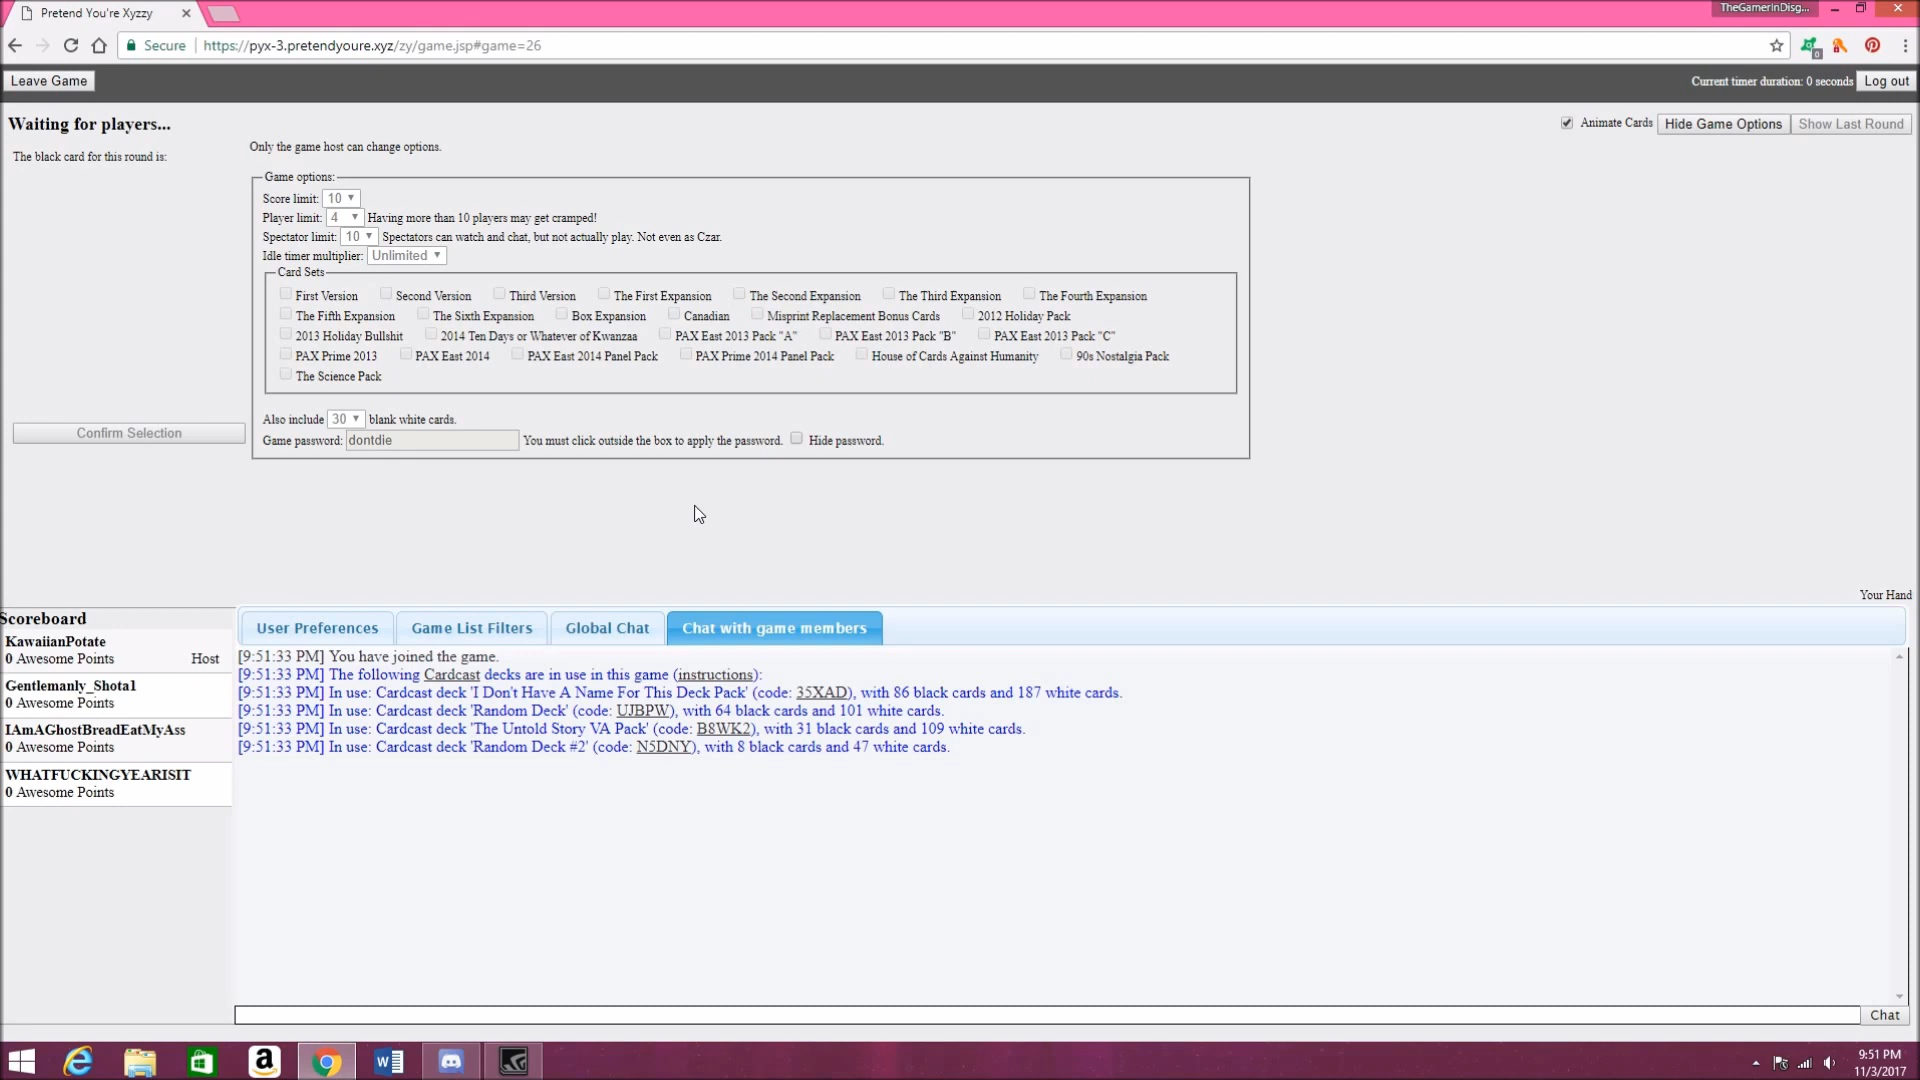 Pretend You're Xyzzy
TheGamerInDisg...
Secure https://pyx-3.pretendyoure.xyz/zy/game.jsp#game=26
Leave Game
Current timer duration: 0 seconds Log out
Waiting for players...
Animate Cards Hide Game Options Show Last Round
The black card for this round is:
Only the game host can change options.
Game options:
Score limit: 10
Player limit: 4 Having more than 10 players may get cramped!
Spectator limit: 10 Spectators can watch and chat, but not actually play. Not even as Czar.
Idle timer multiplier: Unlimited
Card Sets
First Version Second Version Third Version The First Expansion The Second Expansion The Third Expansion The Fourth Expansion
The Fifth Expansion The Sixth Expansion Box Expansion Canadian Misprint Replacement Bonus Cards 2012 Holiday Pack
2013 Holiday Bullshit 2014 Ten Days or Whatever of Kwanzaa PAX East 2013 Pack "A" PAX East 2013 Pack "B" PAX East 2013 Pack "C"
PAX Prime 2013 PAX East 2014 PAX East 2014 Panel Pack PAX Prime 2014 Panel Pack House of Cards Against Humanity 90s Nostalgia Pack
The Science Pack
Also include 30 blank white cards.
Confirm Selection
Game password: dontdie You must click outside the box to apply the password. Hide password.
Your Hand
Scoreboard
KawaiianPotate
0 Awesome Points Host
Gentlemanly_Shota1
0 Awesome Points
IAmAGhostBreadEatMyAss
0 Awesome Points
WHATFUCKINGYEARISIT
0 Awesome Points
User Preferences Game List Filters Global Chat Chat with game members
[9:51:33 PM] You have joined the game.
[9:51:33 PM] The following Cardcast decks are in use in this game (instructions):
[9:51:33 PM] In use: Cardcast deck 'I Don't Have A Name For This Deck Pack' (code: 35XAD), with 86 black cards and 187 white cards.
[9:51:33 PM] In use: Cardcast deck 'Random Deck' (code: UJBPW), with 64 black cards and 101 white cards.
[9:51:33 PM] In use: Cardcast deck 'The Untold Story VA Pack' (code: B8WK2), with 31 black cards and 109 white cards.
[9:51:33 PM] In use: Cardcast deck 'Random Deck #2' (code: N5DNY), with 8 black cards and 47 white cards.
Chat
9:51 PM
11/3/2017